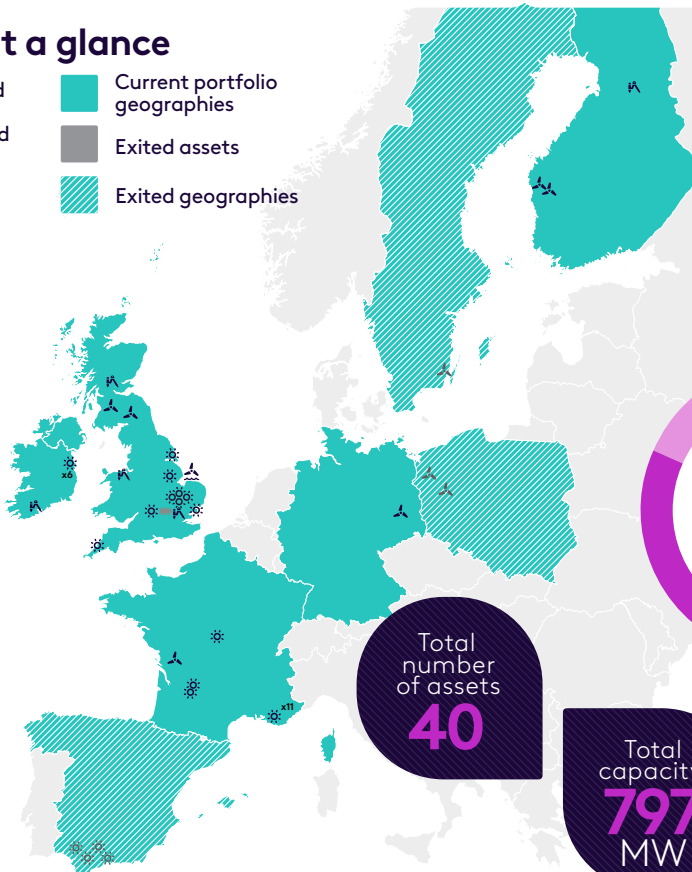 t a glance
d
d
Current portfolio
geographies
Exited assets
Exited geographies
x6
x11
Total
number
of assets
40
Total
capacity
797
MW